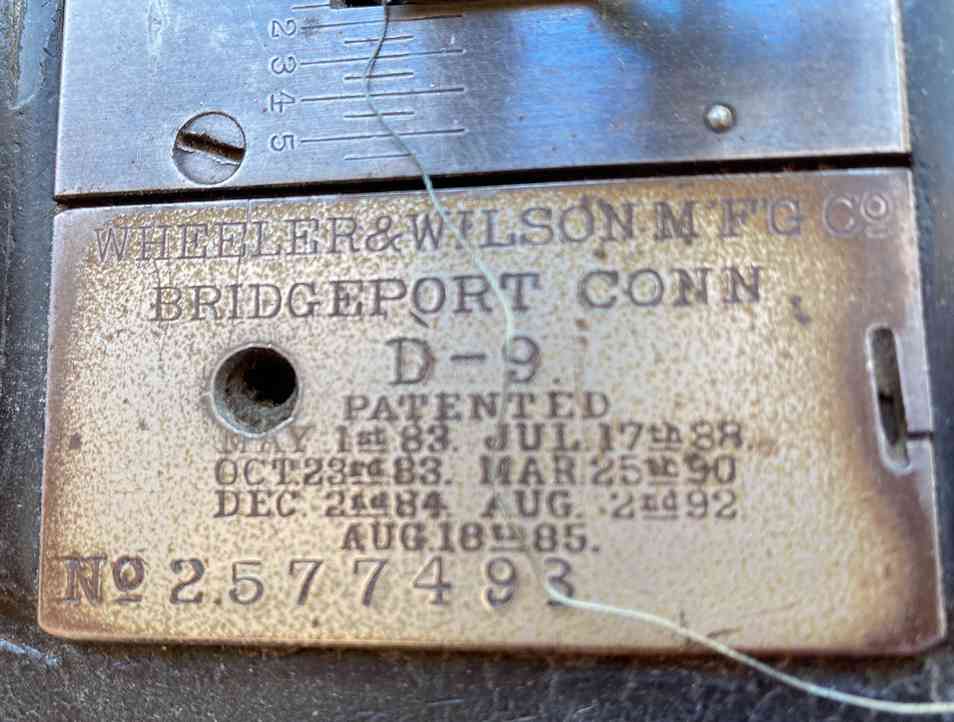 2
3
4
5
WHEELER & WILSON M F'G Cº
BRIDGEPORT CONN.
D-9
PATENTED
MAY 1st 83. JUL. 17th 88.
OCT. 23rd 83. MAR 25th 90
DEC 2nd 84 AUG. 2nd 92
AUG. 18th 85.
Nº 2577493